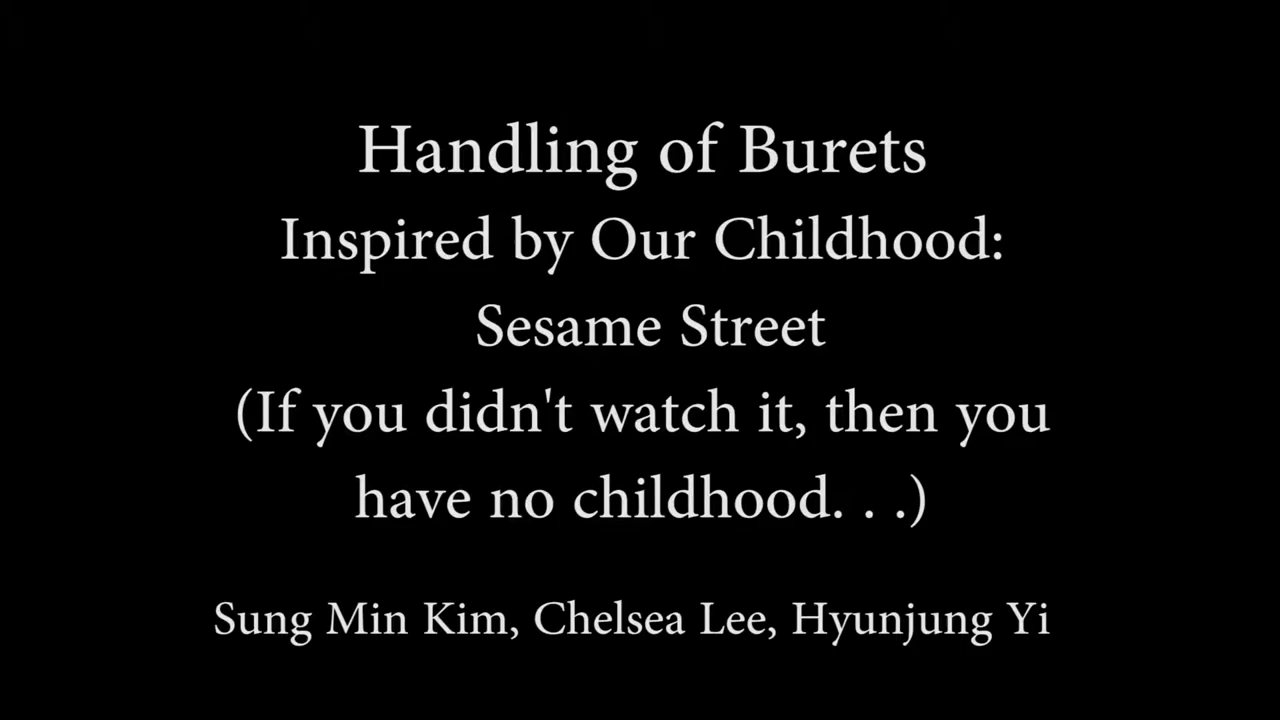 Handling of Burets
Inspired by Our Childhood:
Sesame Street
(If you didn't watch it, then you
have no childhood. . .)
Sung Min Kim, Chelsea Lee, Hyunjung Yi